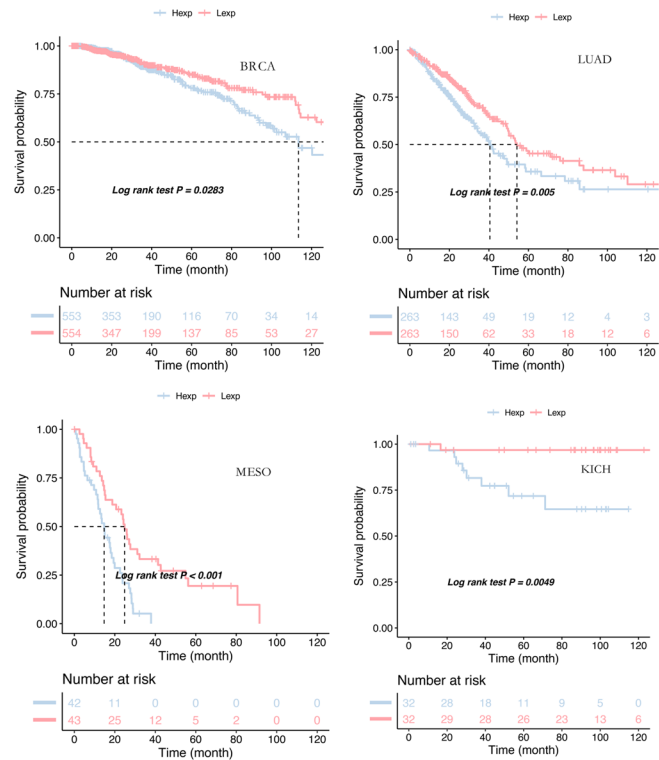 Hexp Lexp
BRCA
Survival probability
1.00
0.75
0.50
0.25
0.00
Log rank test P = 0.0283
0 20 40 60 80 100 120
Time (month)
Number at risk
553 353 190 116 70 34 14
554 347 199 137 85 53 27
0 20 40 60 80 100 120
Time (month)
Hexp Lexp
LUAD
Survival probability
1.00
0.75
0.50
0.25
0.00
Log rank test P = 0.005
0 20 40 60 80 100 120
Time (month)
Number at risk
263 143 49 19 12 4 3
263 150 62 33 18 12 6
0 20 40 60 80 100 120
Time (month)
Hexp Lexp
MESO
Survival probability
1.00
0.75
0.50
0.25
0.00
Log rank test P < 0.001
0 20 40 60 80 100 120
Time (month)
Number at risk
42 11 0 0 0 0 0
43 25 12 5 2 0 0
0 20 40 60 80 100 120
Time (month)
Hexp Lexp
KICH
Survival probability
1.00
0.75
0.50
0.25
0.00
Log rank test P = 0.0049
0 20 40 60 80 100 120
Time (month)
Number at risk
32 28 18 11 9 5 0
32 29 28 26 23 13 6
0 20 40 60 80 100 120
Time (month)